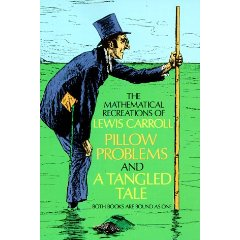 THE
MATHEMATICAL
RECREATIONS OF
LEWIS CARROLL
PILLOW
PROBLEMS
AND
A TANGLED
TALE
BOTH BOOKS ARE BOUND AS ONE